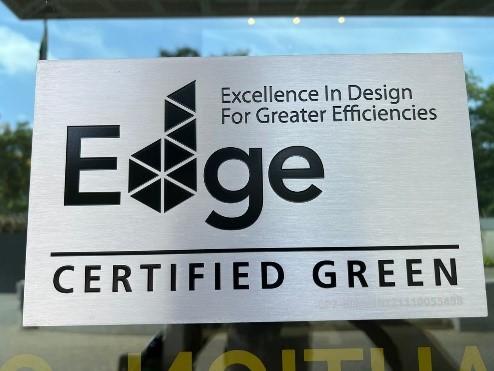 Edge
Excellence In Design
For Greater Efficiencies
CERTIFIED GREEN